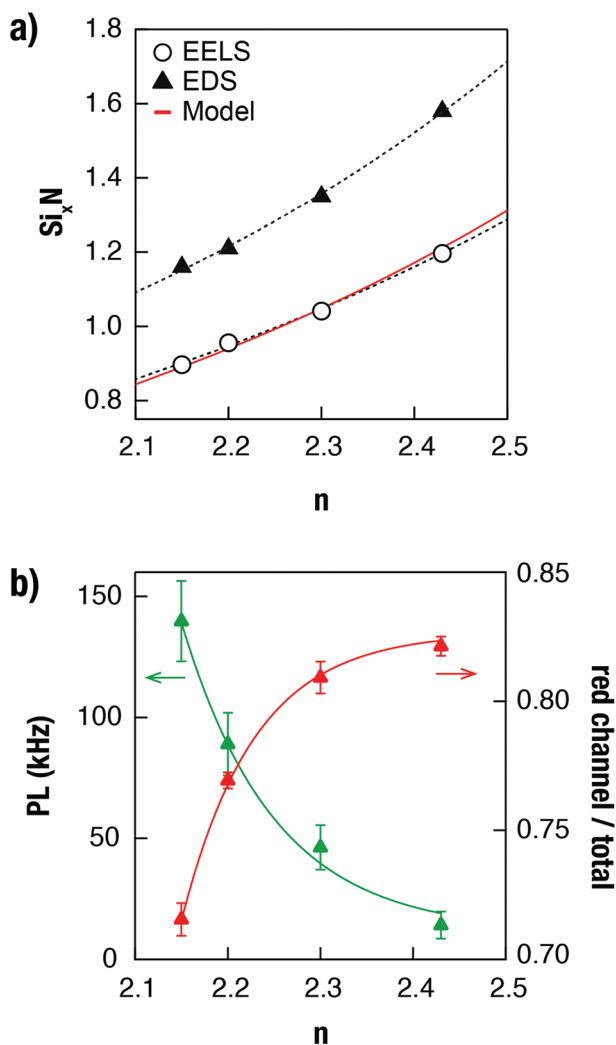 a)
1.8
1.6
1.4
1.2
1.0
0.8
SiₓN
EELS
EDS
Model
2.1 2.2 2.3 2.4 2.5
n
b)
150
100
50
0
PL (kHz)
0.85
0.80
0.75
0.70
red channel / total
2.1 2.2 2.3 2.4 2.5
n